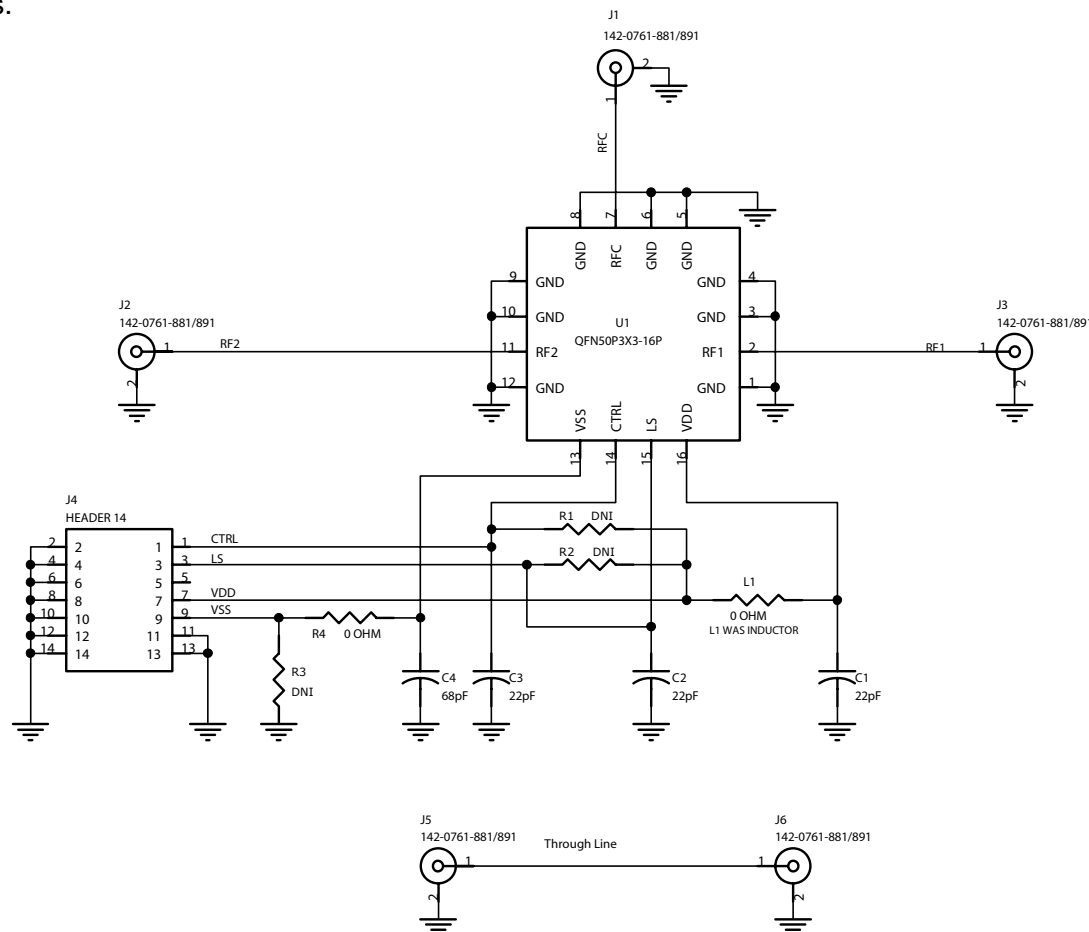 s.
J1
142-0761-881/891
2
1
RFC
8
7
6
5
GND
RFC
GND
GND
9
GND
GND
4
10
GND
GND
3
U1
QFN50P3X3-16P
11
RF2
RF1
2
12
GND
GND
1
VSS
CTRL
LS
VDD
13
14
15
16
J2
142-0761-881/891
1
RF2
2
J3
142-0761-881/89
RF1
1
2
J4
HEADER 14
2
2
1
1
CTRL
4
4
3
3
LS
6
6
5
5
8
8
7
7
VDD
10
10
9
9
VSS
12
12
11
11
14
14
13
13
R1 DNI
R2 DNI
L1
0 OHM
L1 WAS INDUCTOR
R4 0 OHM
R3
DNI
C4
68pF
C3
22pF
C2
22pF
C1
22pF
J5
142-0761-881/891
1
2
Through Line
J6
142-0761-881/891
1
2